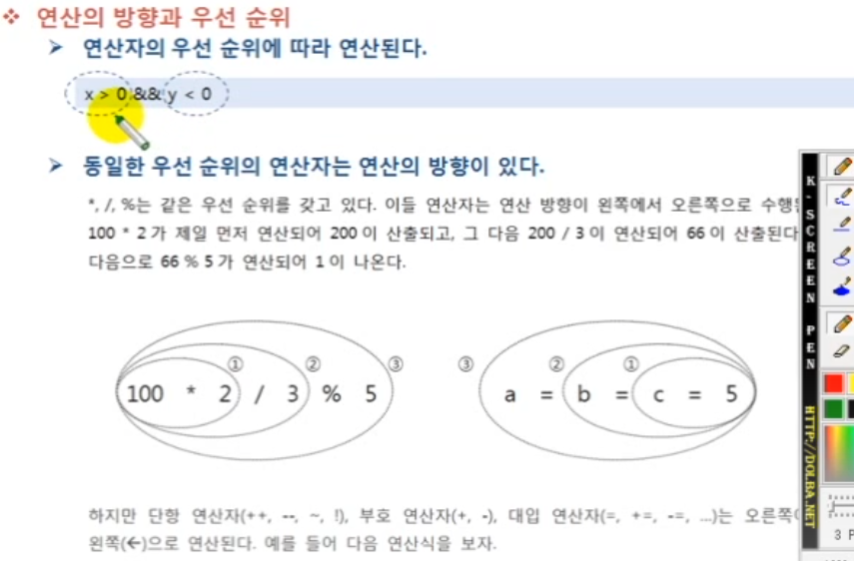 ❖ 연산의 방향과 우선 순위
➤ 연산자의 우선 순위에 따라 연산된다.
x > 0 && y < 0
➤ 동일한 우선 순위의 연산자는 연산의 방향이 있다.
*, /, %는 같은 우선 순위를 갖고 있다. 이들 연산자는 연산 방향이 왼쪽에서 오른쪽으로
100 * 2 가 제일 먼저 연산되어 200 이 산출되고, 그 다음 200 / 3 이 연산되어 66 이 산출된다
다음으로 66 % 5 가 연산되어 1 이 나온다.
① ② ③
100 * 2 / 3 % 5
③ ② ①
a = b = c = 5
하지만 단항 연산자(++, --, ~, !), 부호 연산자(+, -), 대입 연산자(=, +=, -=, ...)는
왼쪽(←)으로 연산된다. 예를 들어 다음 연산식을 보자.
K-SCREEN PEN HTTP://DOLBA.NET
3 P